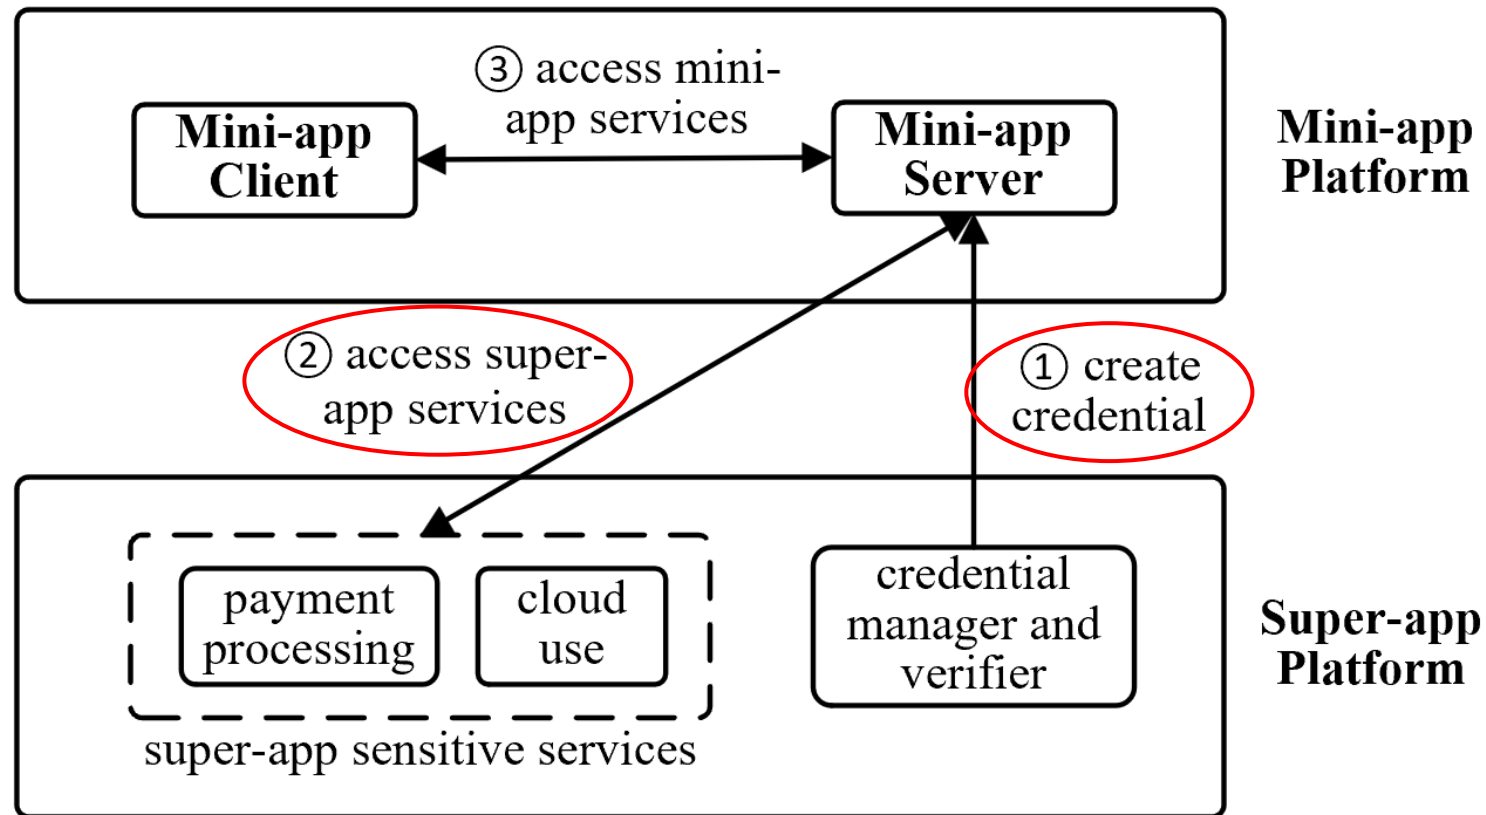 ③ access mini-
app services
Mini-app
Client
Mini-app
Server
Mini-app
Platform
② access super-
app services
① create
credential
payment
processing
cloud
use
credential
manager and
verifier
super-app sensitive services
Super-app
Platform